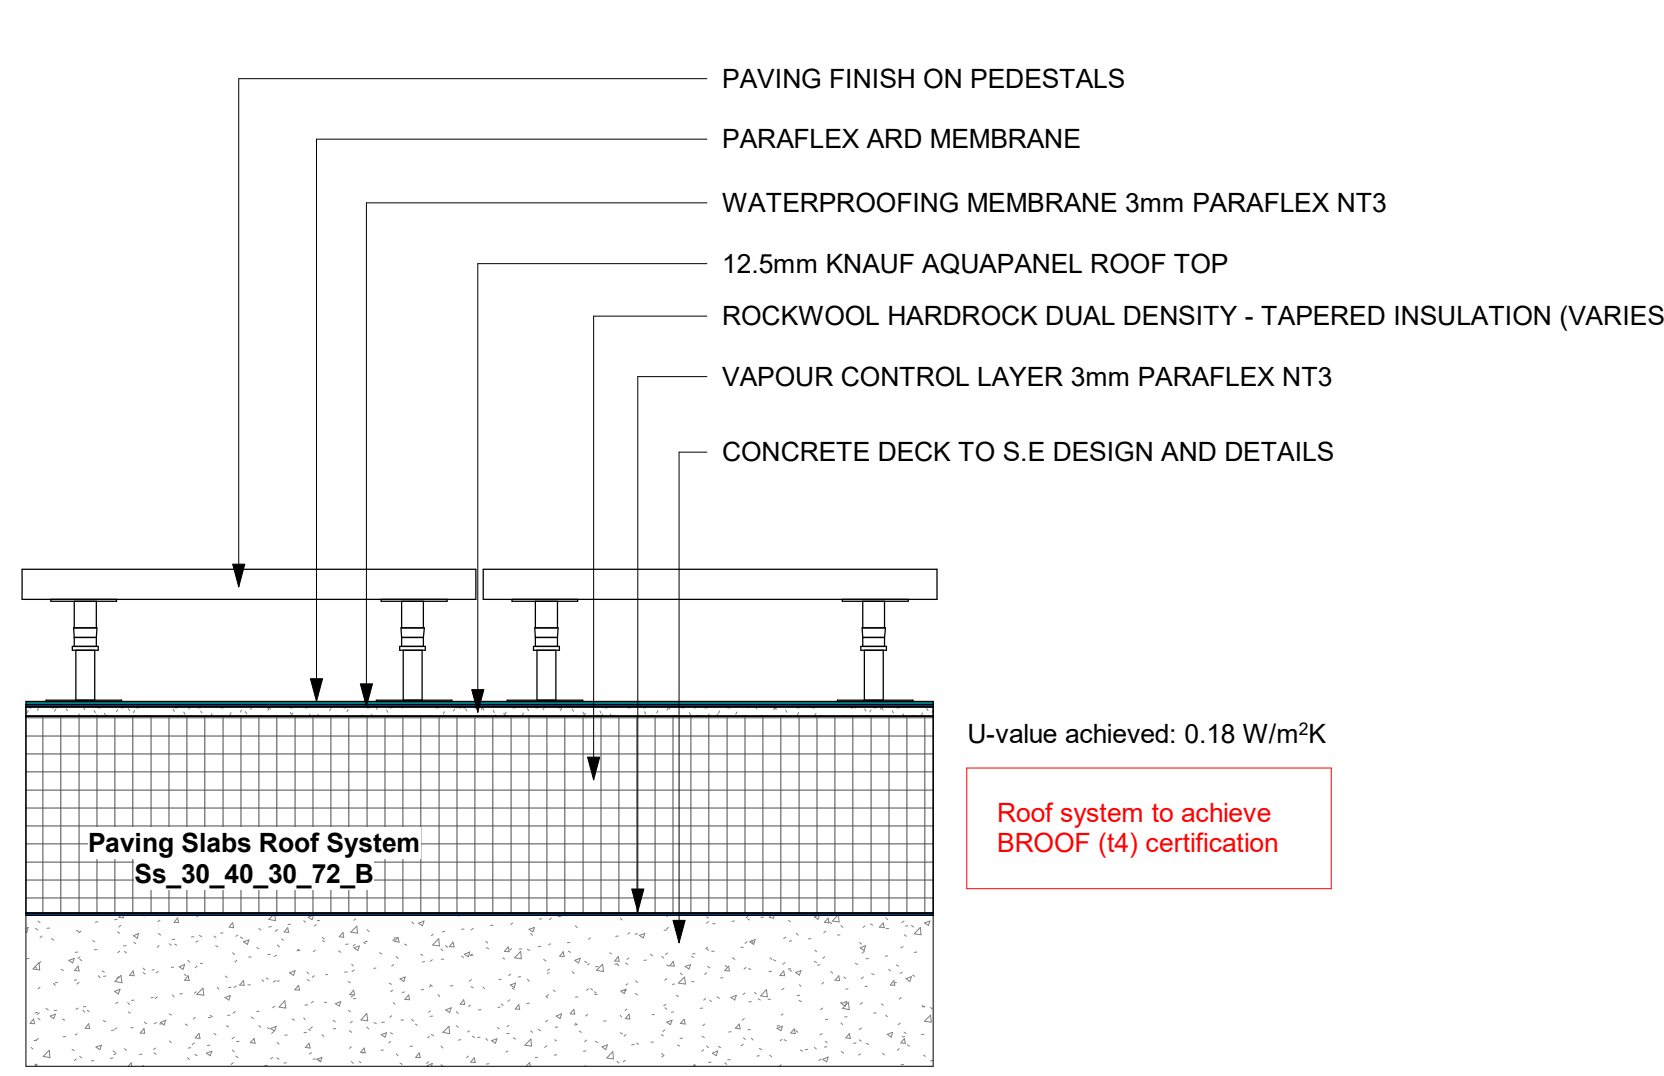 PAVING FINISH ON PEDESTALS
PARAFLEX ARD MEMBRANE
WATERPROOFING MEMBRANE 3mm PARAFLEX NT3
12.5mm KNAUF AQUAPANEL ROOF TOP
ROCKWOOL HARDROCK DUAL DENSITY - TAPERED INSULATION (VARIES
VAPOUR CONTROL LAYER 3mm PARAFLEX NT3
CONCRETE DECK TO S.E DESIGN AND DETAILS
U-value achieved: 0.18 W/m²K
Roof system to achieve
BROOF (t4) certification
Paving Slabs Roof System
Ss_30_40_30_72_B